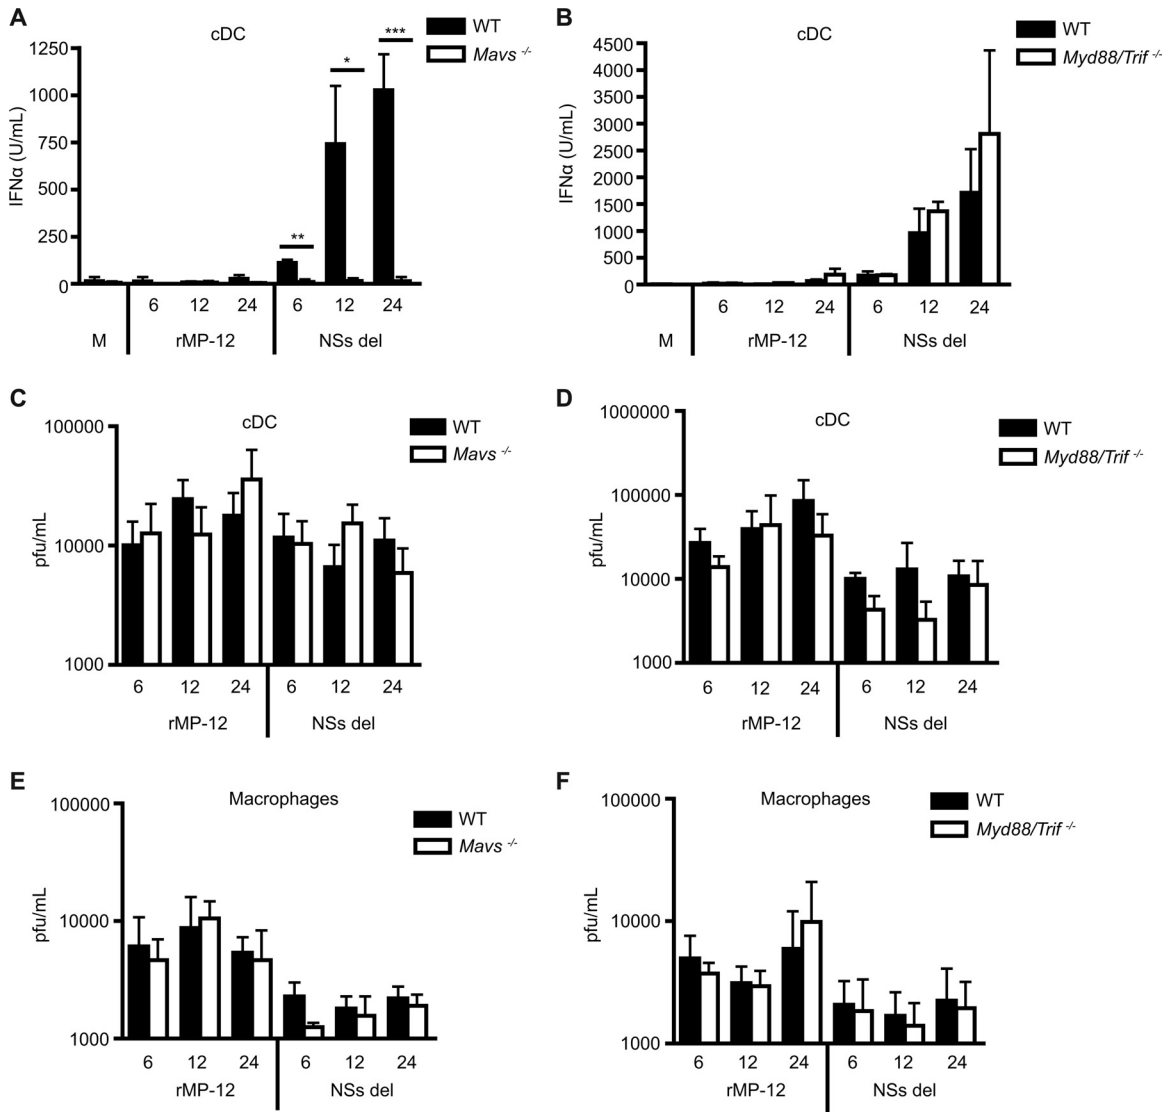 A
cDC
WT
Mavs -/-
IFNα (U/mL)
1250
1000
750
500
250
0
**
*
***
6 12 24 6 12 24
M rMP-12 NSs del
B
cDC
WT
Myd88/Trif -/-
IFNα (U/mL)
4500
4000
3500
3000
2500
2000
1500
1000
500
0
6 12 24 6 12 24
M rMP-12 NSs del
C
cDC
WT
Mavs -/-
pfu/mL
100000
10000
1000
6 12 24 6 12 24
rMP-12 NSs del
D
cDC
WT
Myd88/Trif -/-
pfu/mL
1000000
100000
10000
1000
6 12 24 6 12 24
rMP-12 NSs del
E
Macrophages
WT
Mavs -/-
pfu/mL
100000
10000
1000
6 12 24 6 12 24
rMP-12 NSs del
F
Macrophages
WT
Myd88/Trif -/-
pfu/mL
100000
10000
1000
6 12 24 6 12 24
rMP-12 NSs del